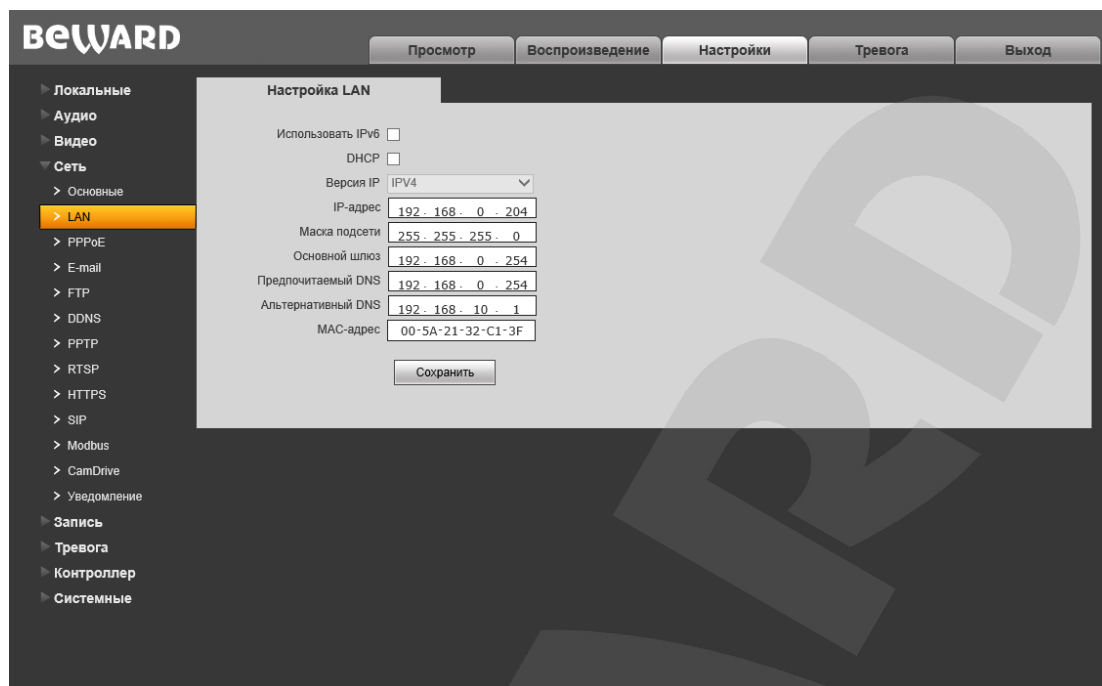 BEWARD
Просмотр Воспроизведение Настройки Тревога Выход
Локальные
Аудио
Видео
Сеть
Основные
LAN
PPPoE
E-mail
FTP
DDNS
PPTP
RTSP
HTTPS
SIP
Modbus
CamDrive
Уведомление
Запись
Тревога
Контроллер
Системные
Настройка LAN
Использовать IPv6
DHCP
Версия IP IPV4
IP-адрес 192 . 168 . 0 . 204
Маска подсети 255 . 255 . 255 . 0
Основной шлюз 192 . 168 . 0 . 254
Предпочитаемый DNS 192 . 168 . 0 . 254
Альтернативный DNS 192 . 168 . 10 . 1
MAC-адрес 00-5A-21-32-C1-3F
Сохранить